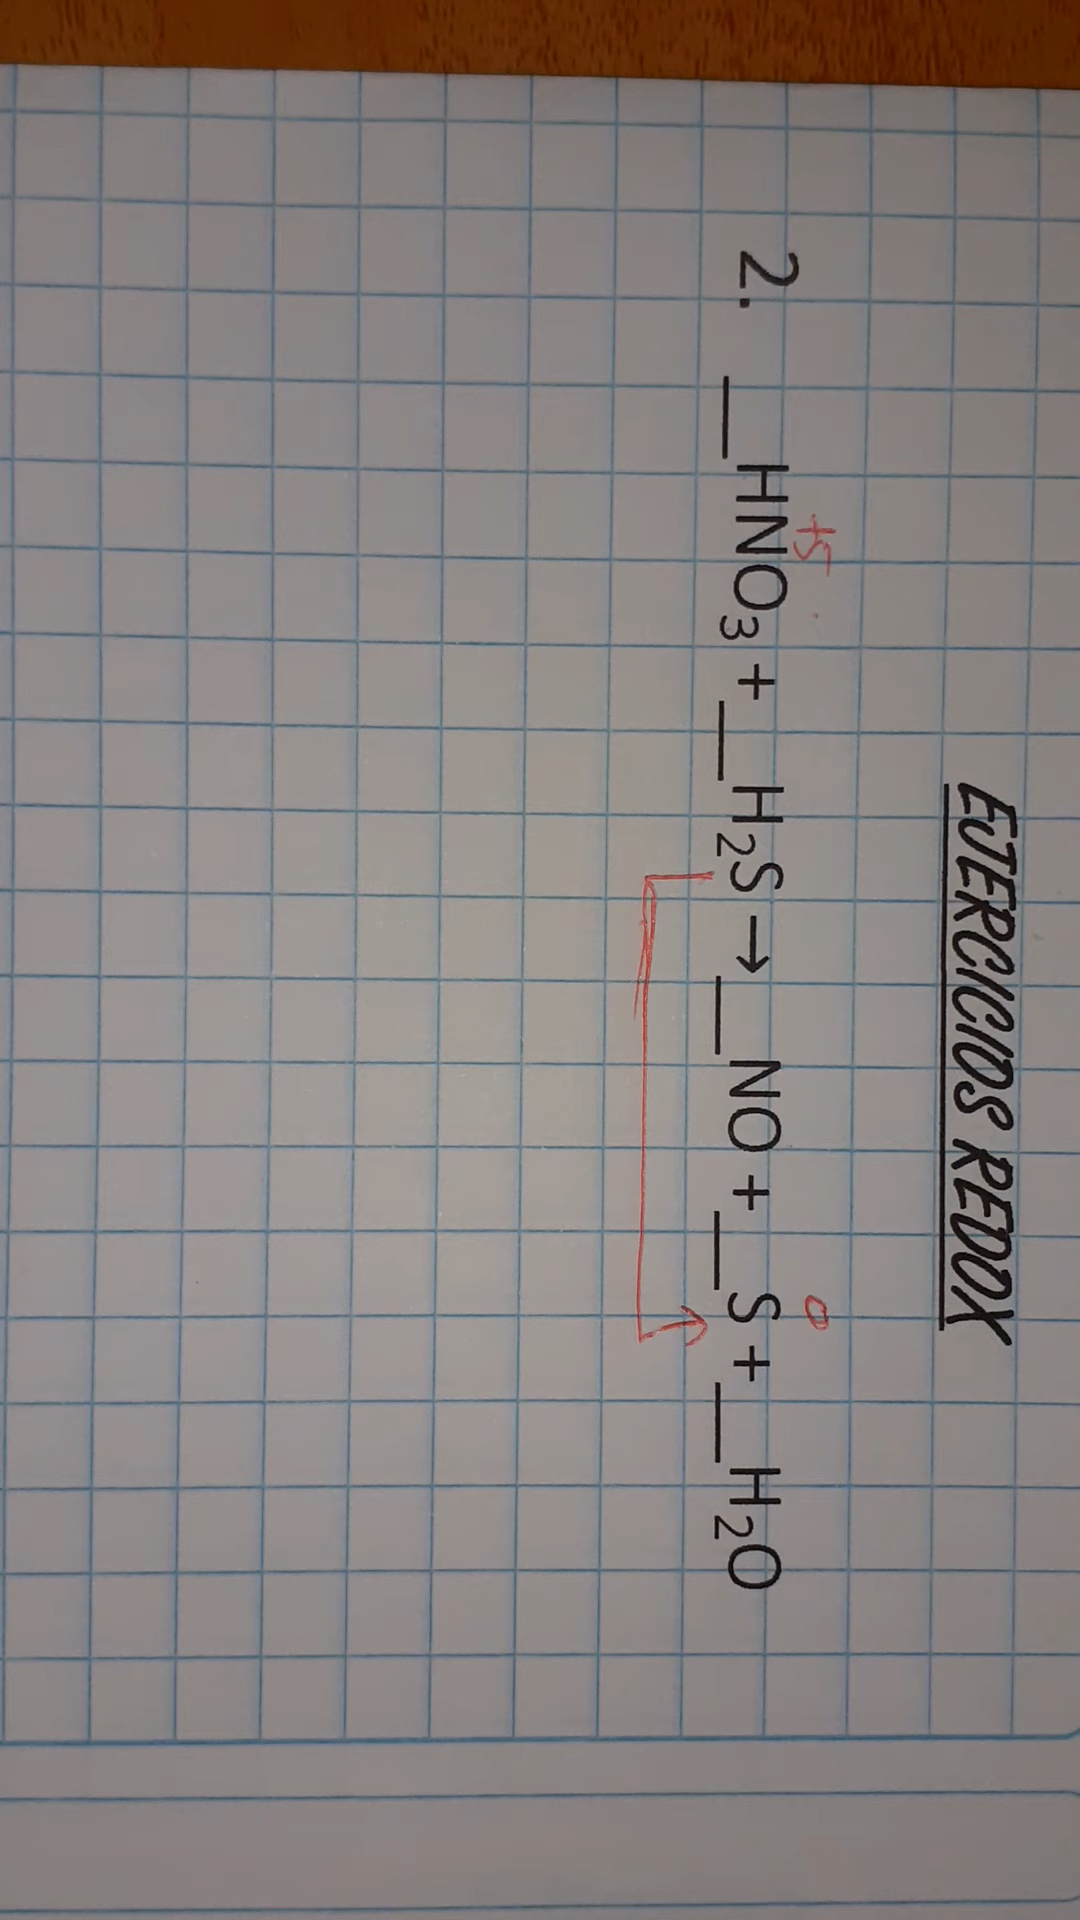 EJERCICIOS REDOX
+5 0
2. __HNO₃ + __H₂S → __NO + __S + __H₂O